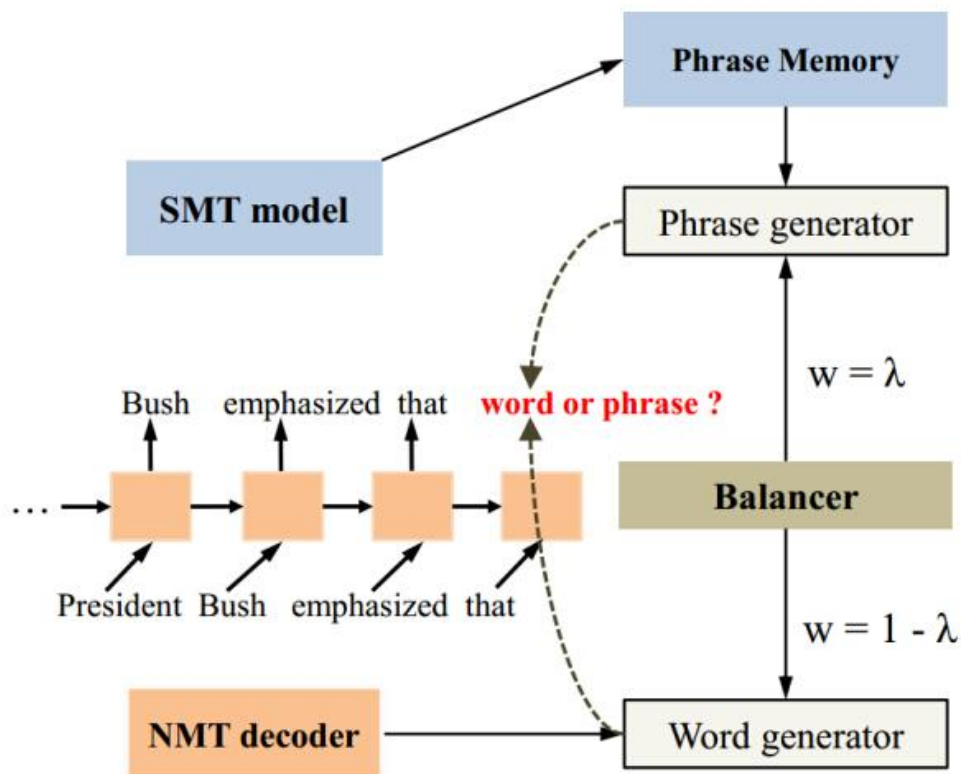 Phrase Memory
SMT model
Phrase generator
w = λ
Bush emphasized that word or phrase ?
Balancer
...
President Bush emphasized that
w = 1 - λ
NMT decoder
Word generator